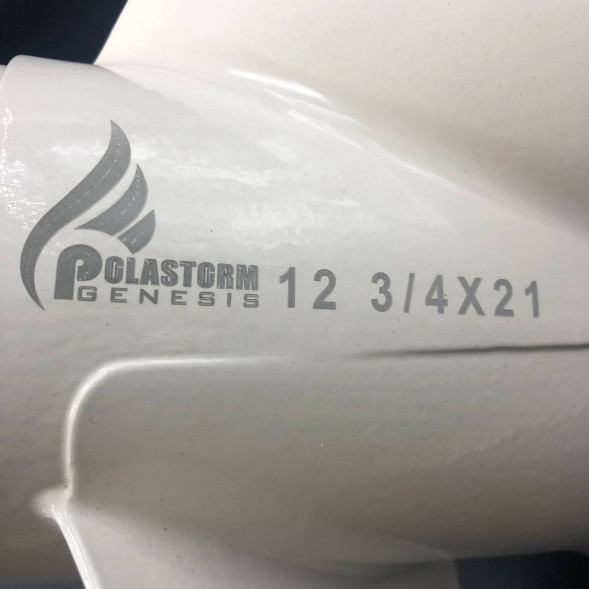 POLASTORM
GENESIS
12 3/4X21